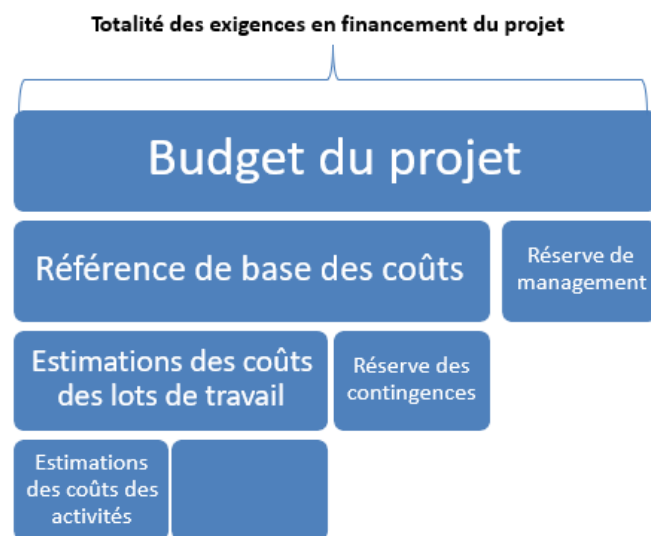 Totalité des exigences en financement du projet
Budget du projet
Référence de base des coûts
Réserve de
management
Estimations des coûts
des lots de travail
Réserve des
contingences
Estimations
des coûts des
activités